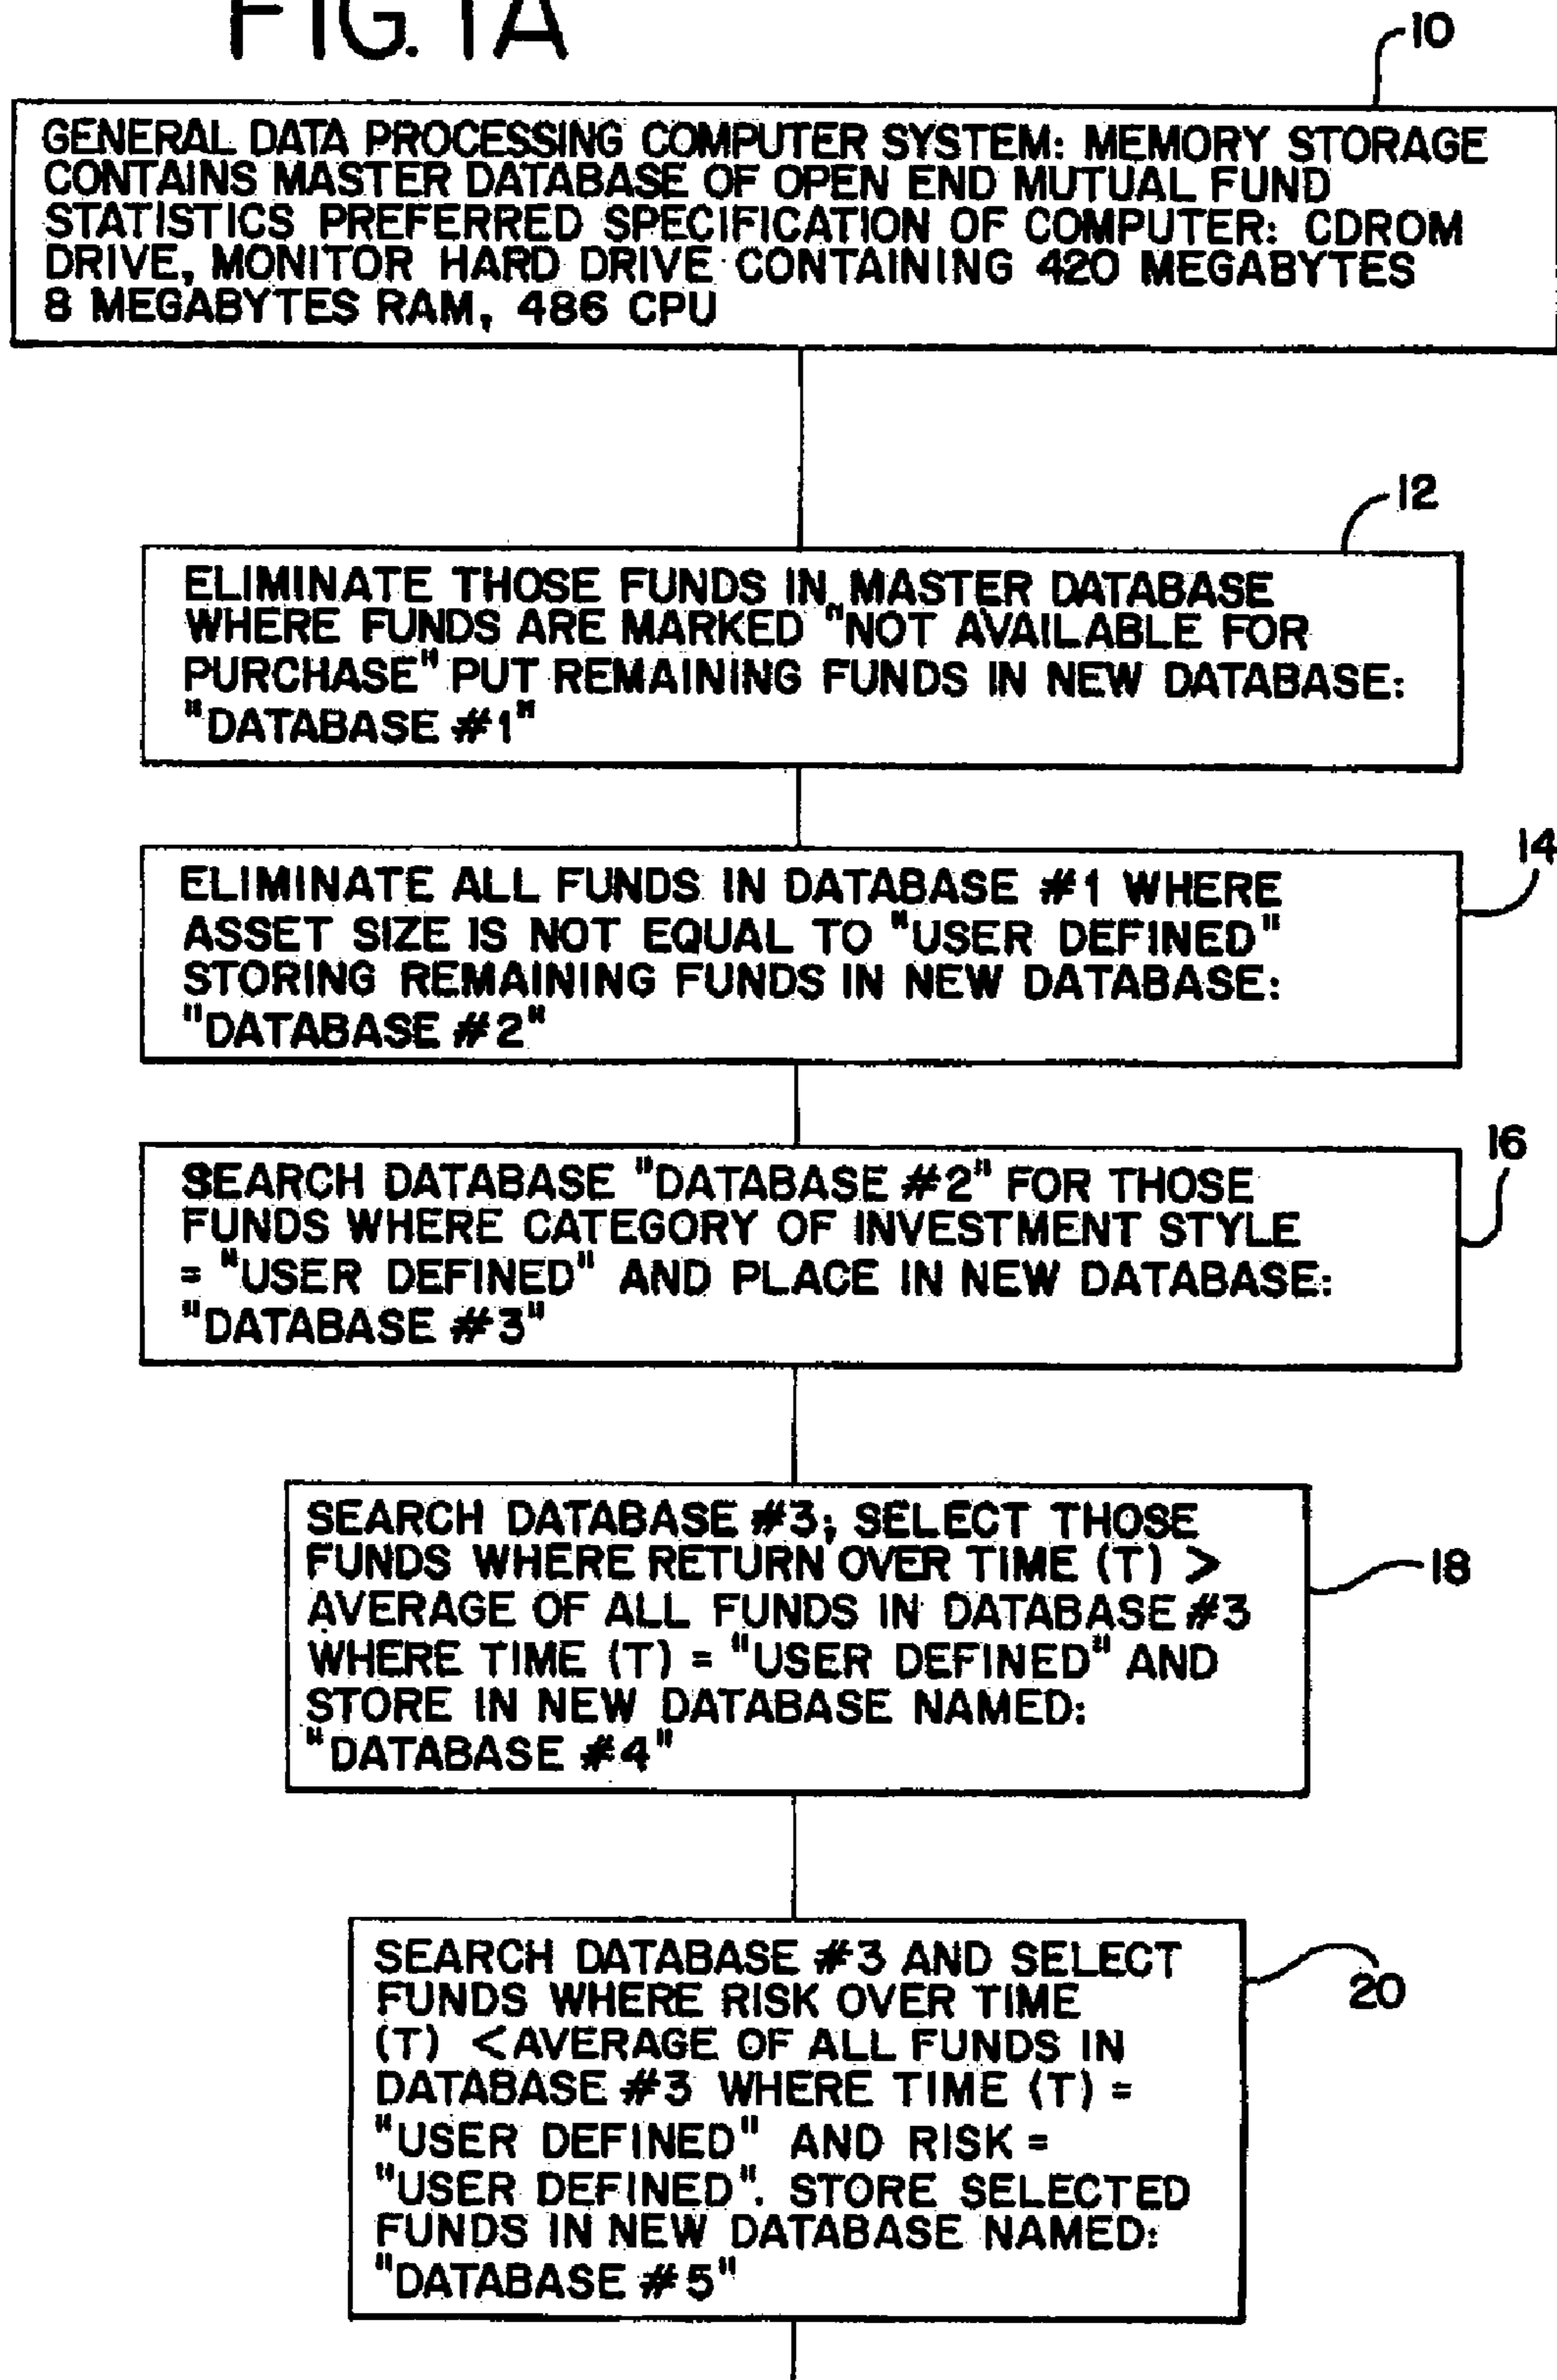 FIG. 1A
10
GENERAL DATA PROCESSING COMPUTER SYSTEM: MEMORY STORAGE
CONTAINS MASTER DATABASE OF OPEN END MUTUAL FUND
STATISTICS PREFERRED SPECIFICATION OF COMPUTER: CDROM
DRIVE, MONITOR HARD DRIVE CONTAINING 420 MEGABYTES
8 MEGABYTES RAM, 486 CPU
12
ELIMINATE THOSE FUNDS IN MASTER DATABASE
WHERE FUNDS ARE MARKED "NOT AVAILABLE FOR
PURCHASE" PUT REMAINING FUNDS IN NEW DATABASE:
"DATABASE #1"
14
ELIMINATE ALL FUNDS IN DATABASE #1 WHERE
ASSET SIZE IS NOT EQUAL TO "USER DEFINED"
STORING REMAINING FUNDS IN NEW DATABASE:
"DATABASE #2"
16
SEARCH DATABASE "DATABASE #2" FOR THOSE
FUNDS WHERE CATEGORY OF INVESTMENT STYLE
= "USER DEFINED" AND PLACE IN NEW DATABASE:
"DATABASE #3"
18
SEARCH DATABASE #3; SELECT THOSE
FUNDS WHERE RETURN OVER TIME (T) >
AVERAGE OF ALL FUNDS IN DATABASE #3
WHERE TIME (T) = "USER DEFINED" AND
STORE IN NEW DATABASE NAMED:
"DATABASE #4"
20
SEARCH DATABASE #3 AND SELECT
FUNDS WHERE RISK OVER TIME
(T) < AVERAGE OF ALL FUNDS IN
DATABASE #3 WHERE TIME (T) =
"USER DEFINED" AND RISK =
"USER DEFINED". STORE SELECTED
FUNDS IN NEW DATABASE NAMED:
"DATABASE #5"